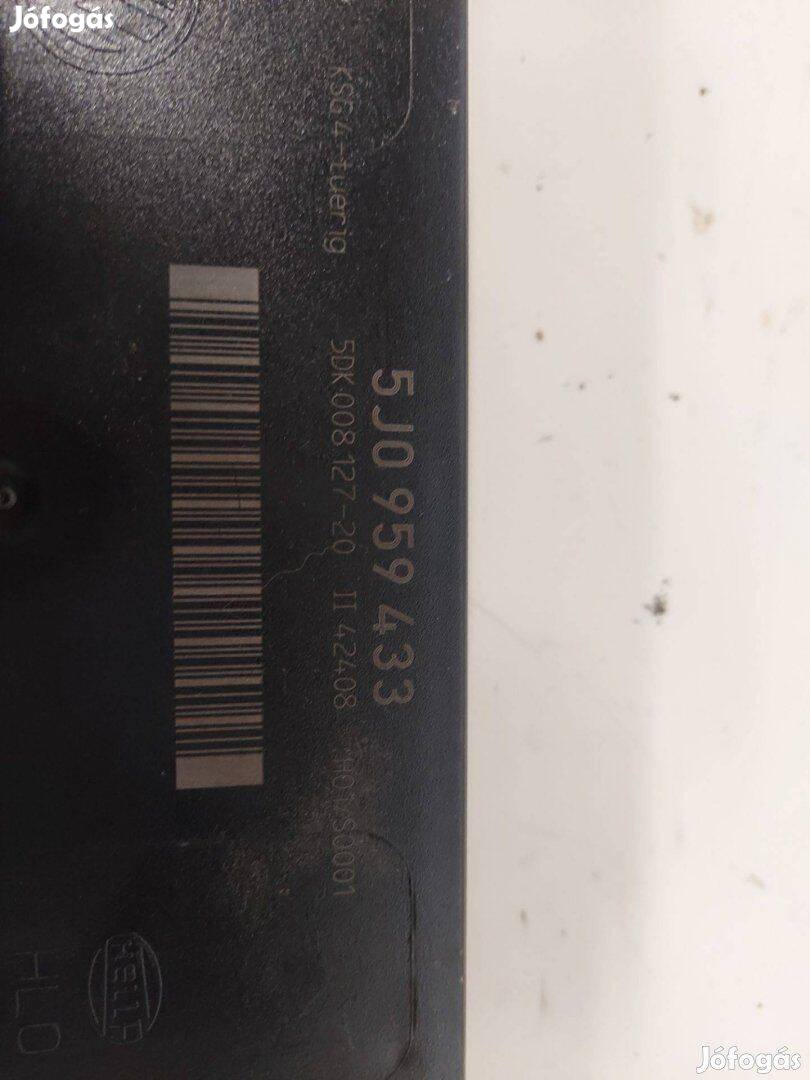 Jófogás
5J0 959 433
KSG 4-tuerig 5DK 008 127-20 II 42408
HELLA
HLO
Jófogás